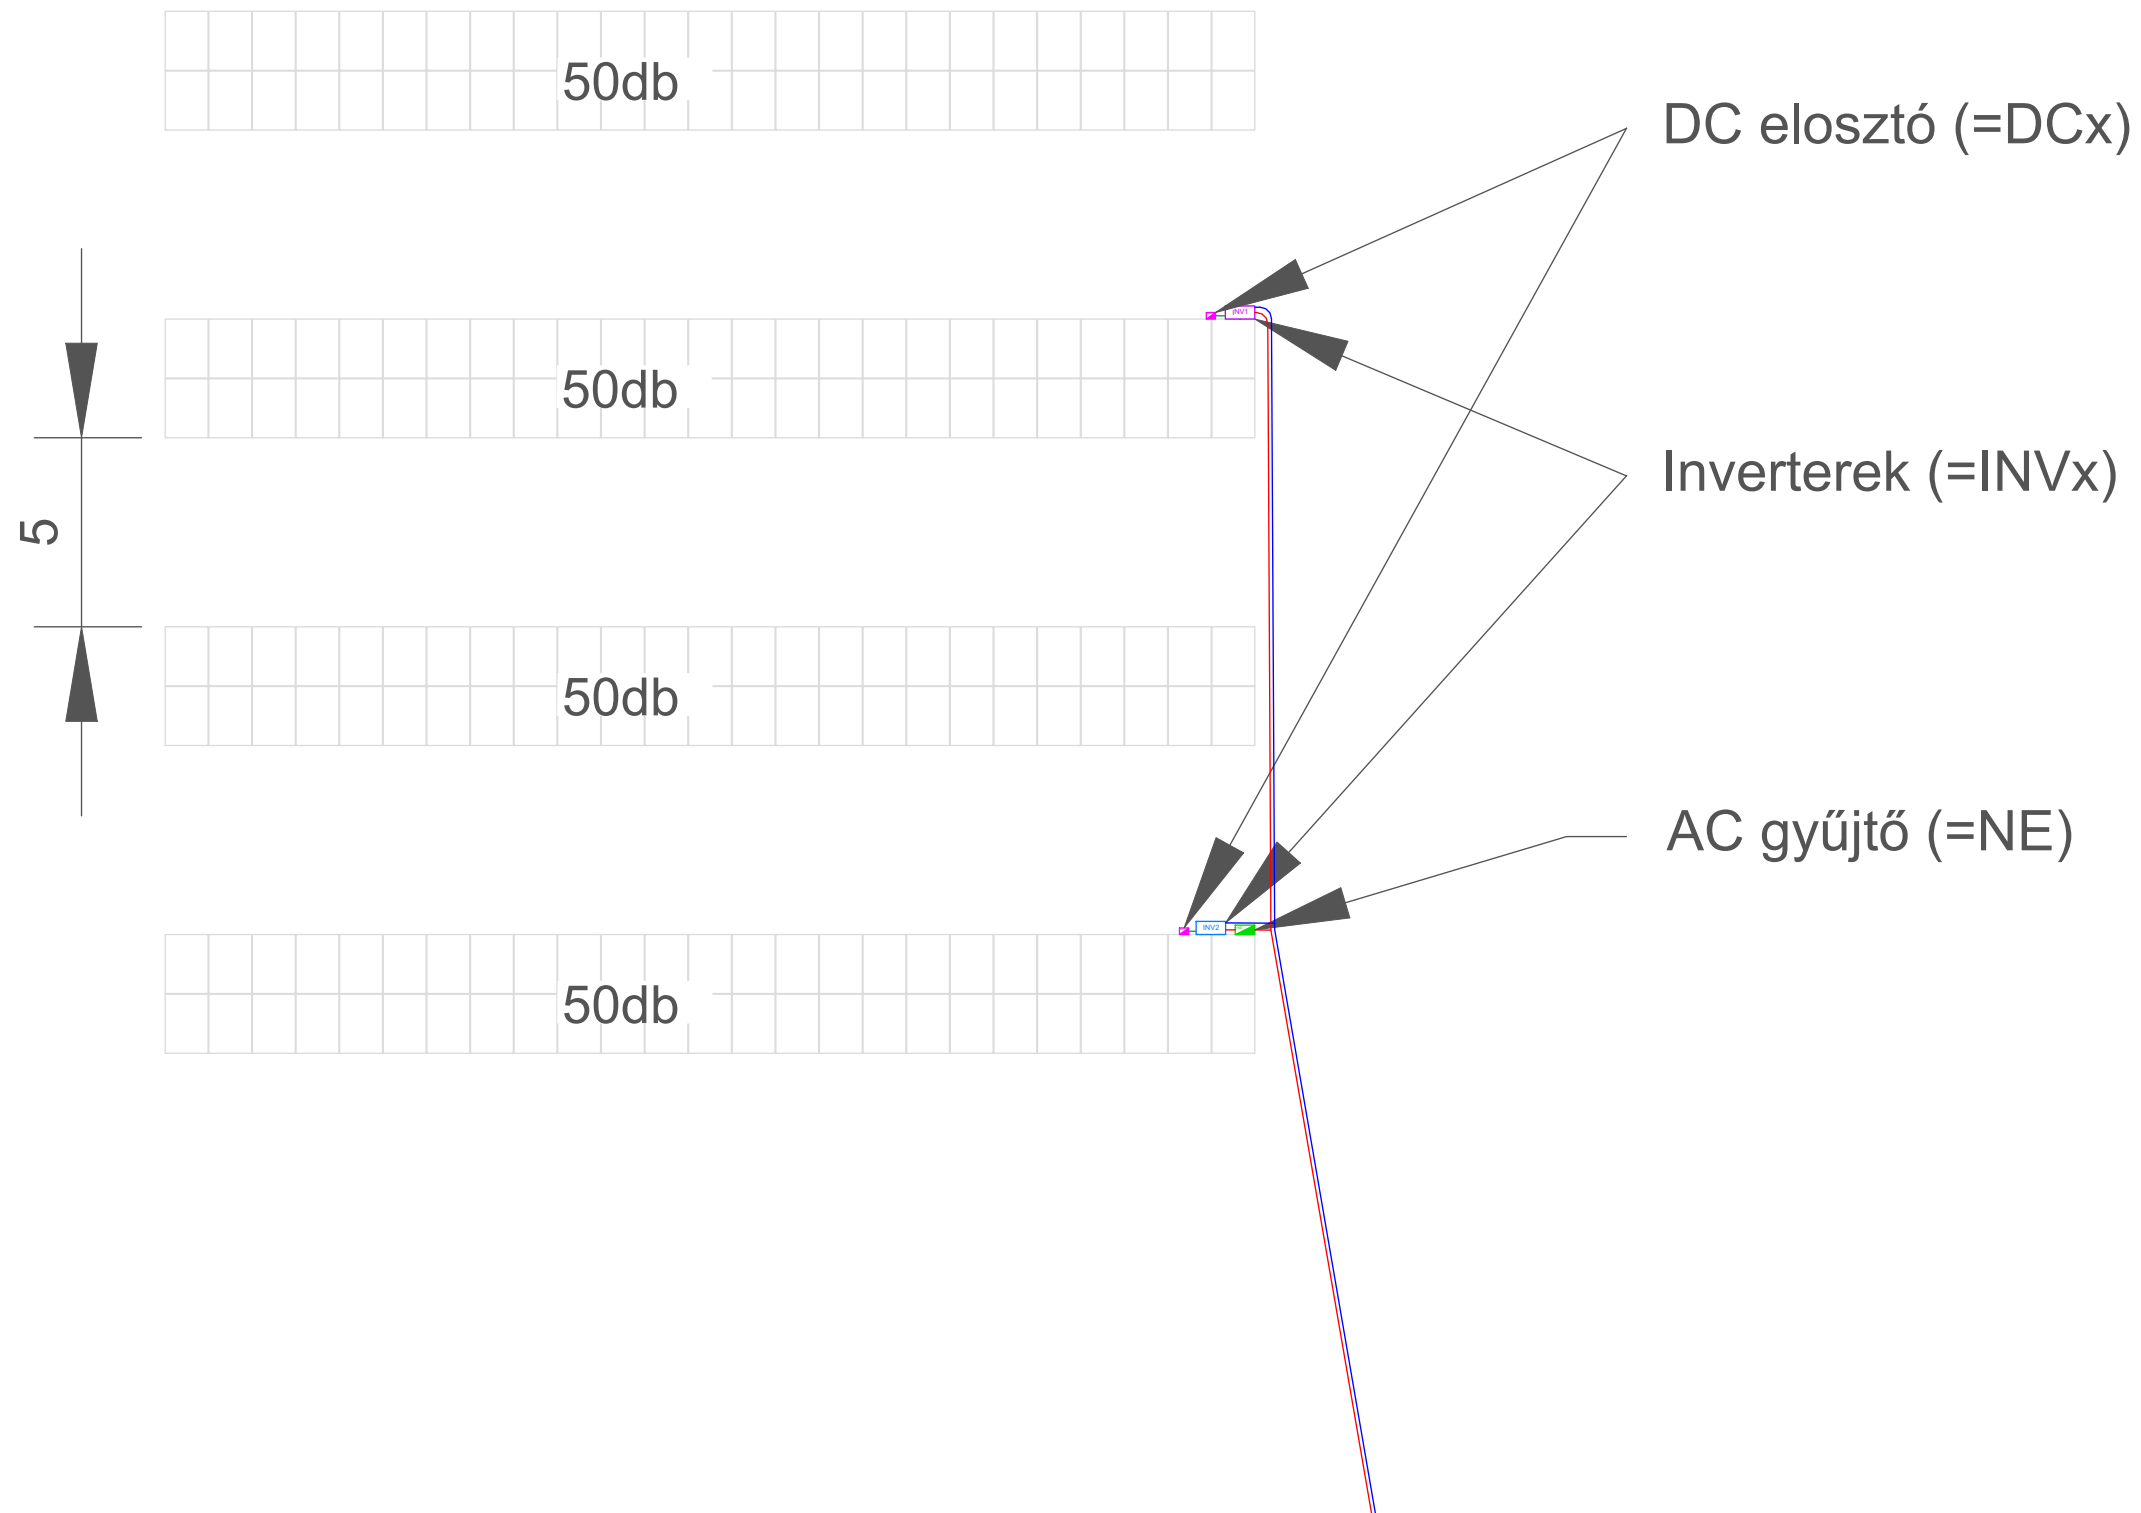 50db
DC elosztó (=DCx)
INV1
50db
Inverterek (=INVx)
5
50db
AC gyűjtő (=NE)
INV2
50db